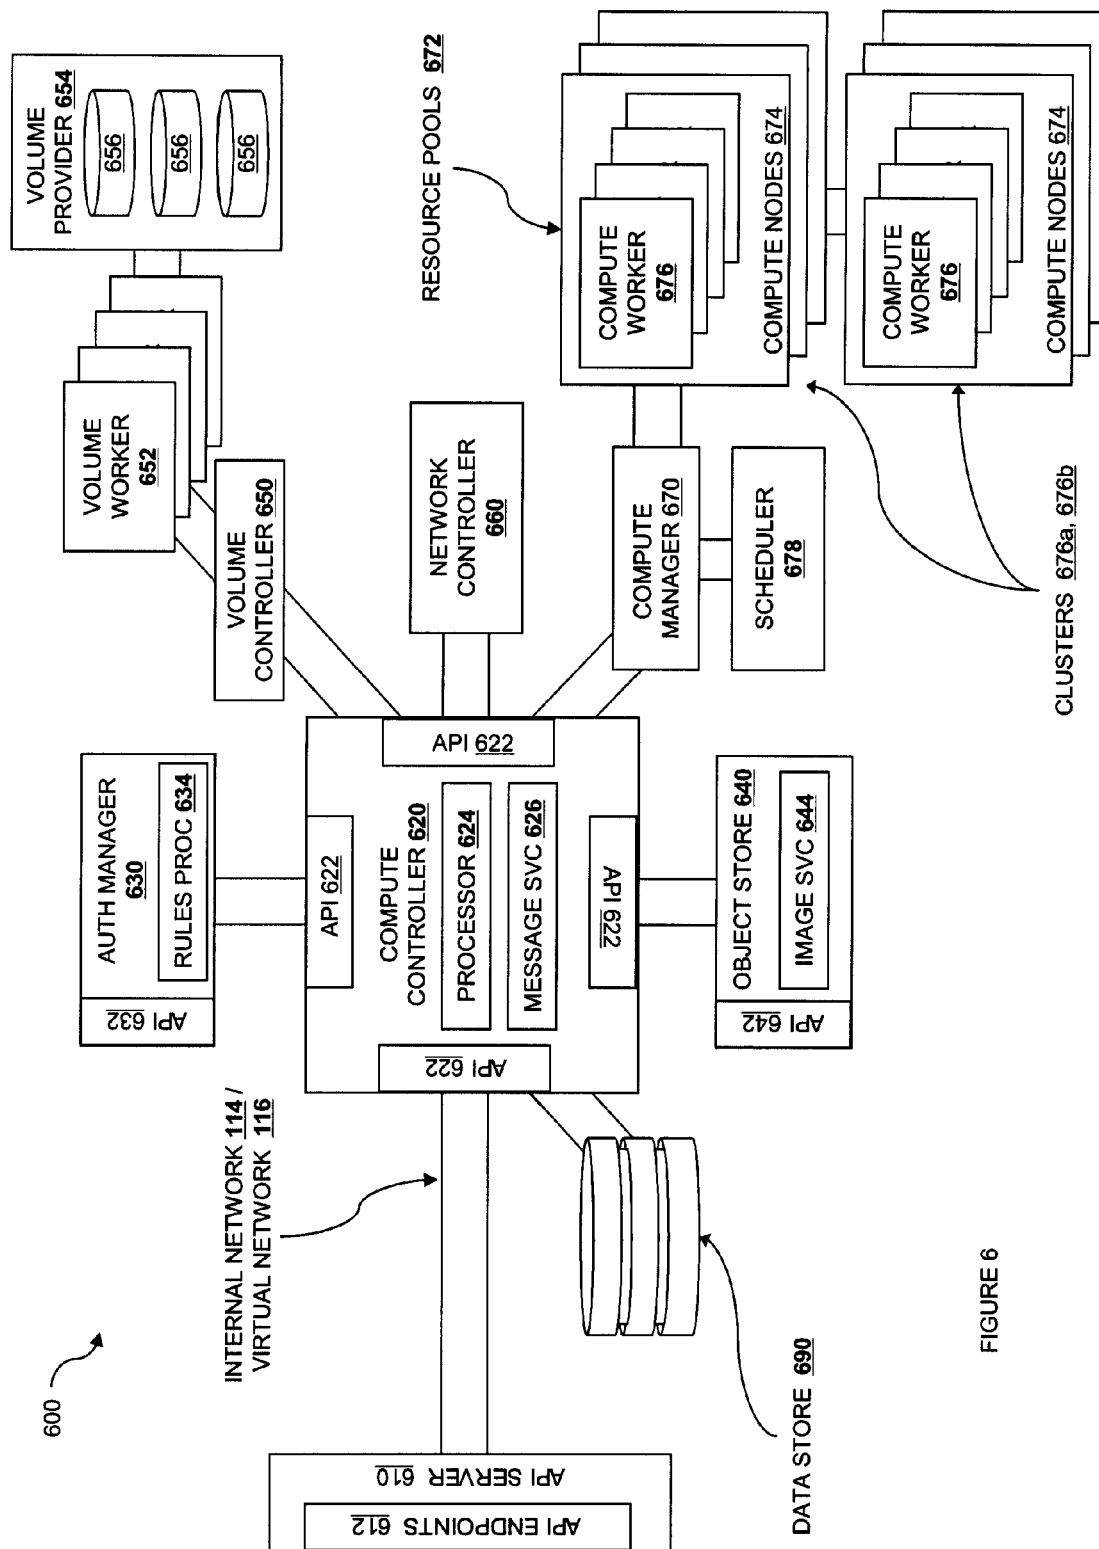 600
INTERNAL NETWORK 114 /
VIRTUAL NETWORK 116
API SERVER 610
API ENDPOINTS 612
DATA STORE 690
AUTH MANAGER
630
RULES PROC 634
API 632
API 622
API 622
API 622
API 622
COMPUTE
CONTROLLER 620
PROCESSOR 624
MESSAGE SVC 626
OBJECT STORE 640
IMAGE SVC 644
API 642
VOLUME
CONTROLLER 650
VOLUME
WORKER
652
VOLUME
PROVIDER 654
656
656
656
NETWORK
CONTROLLER
660
COMPUTE
MANAGER 670
SCHEDULER
678
RESOURCE POOLS 672
COMPUTE
WORKER
676
COMPUTE NODES 674
COMPUTE
WORKER
676
COMPUTE NODES 674
CLUSTERS 676a, 676b
FIGURE 6